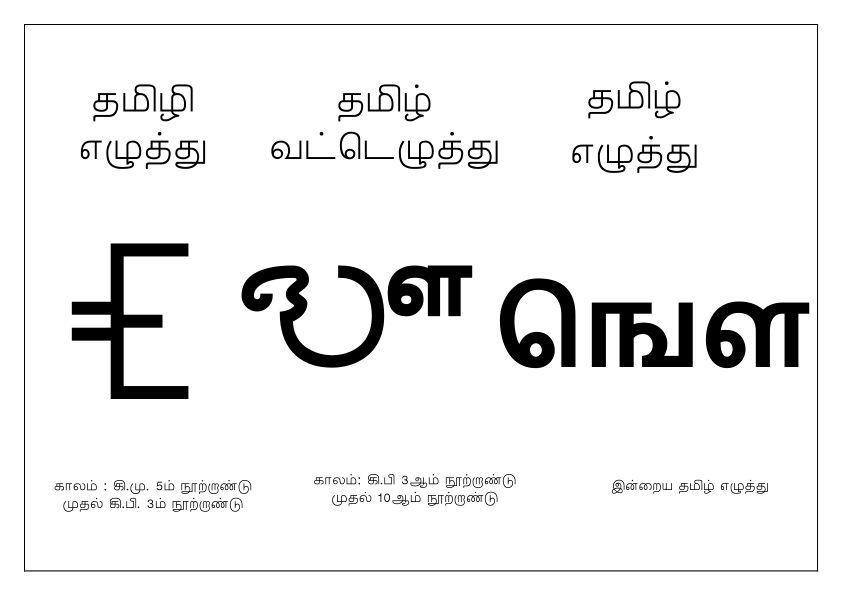 தமிழி
எழுத்து
தமிழ்
வட்டெழுத்து
தமிழ்
எழுத்து
ஙௌ
காலம் : கி.மு. 5ம் நூற்றாண்டு
முதல் கி.பி. 3ம் நூற்றாண்டு
காலம்: கி.பி 3ஆம் நூற்றாண்டு
முதல் 10ஆம் நூற்றாண்டு
இன்றைய தமிழ் எழுத்து